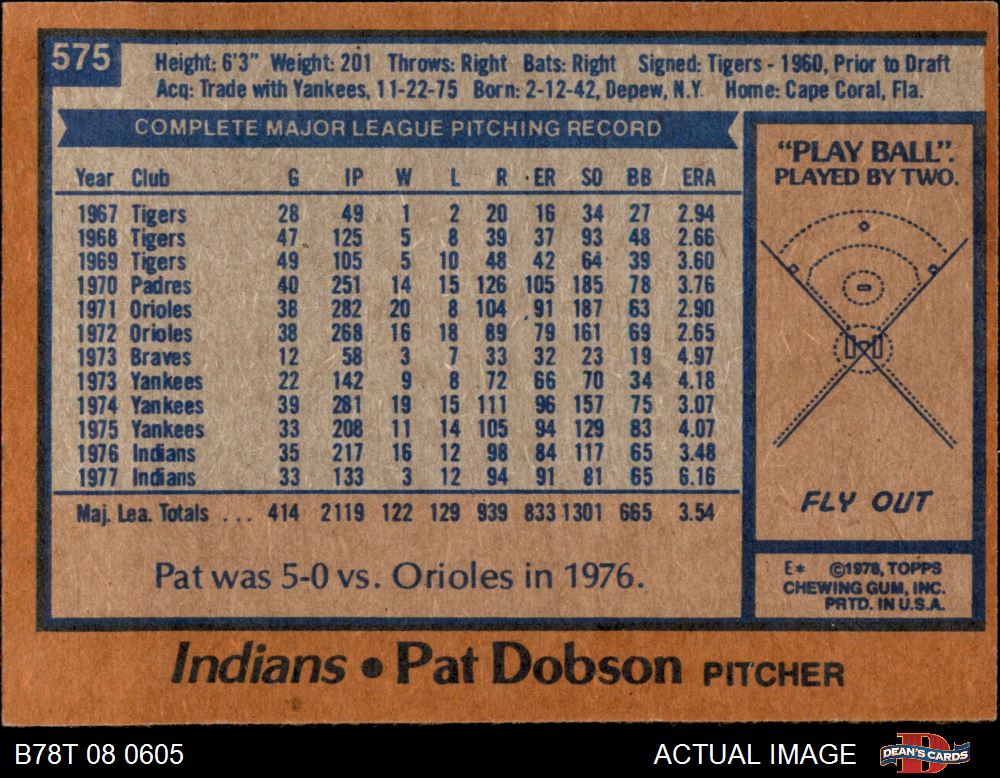 575
Height: 6'3" Weight: 201 Throws: Right Bats: Right Signed: Tigers - 1960, Prior to Draft
Acq: Trade with Yankees, 11-22-75 Born: 2-12-42, Depew, N.Y. Home: Cape Coral, Fla.
COMPLETE MAJOR LEAGUE PITCHING RECORD
Year Club G IP W L R ER SO BB ERA
1967 Tigers 28 49 1 2 20 16 34 27 2.94
1968 Tigers 47 125 5 8 39 37 93 48 2.66
1969 Tigers 49 105 5 10 48 42 64 39 3.60
1970 Padres 40 251 14 15 126 105 185 78 3.76
1971 Orioles 38 282 20 8 104 91 187 63 2.90
1972 Orioles 38 268 16 18 89 79 161 69 2.65
1973 Braves 12 58 3 7 33 32 23 19 4.97
1973 Yankees 22 142 9 8 72 66 70 34 4.18
1974 Yankees 39 281 19 15 111 96 157 75 3.07
1975 Yankees 33 208 11 14 105 94 129 83 4.07
1976 Indians 35 217 16 12 98 84 117 65 3.48
1977 Indians 33 133 3 12 94 91 81 65 6.16
Maj. Lea. Totals ... 414 2119 122 129 939 833 1301 665 3.54
Pat was 5-0 vs. Orioles in 1976.
"PLAY BALL".
PLAYED BY TWO.
FLY OUT
E* ©1978, TOPPS
CHEWING GUM, INC.
PRTD. IN U.S.A.
Indians • Pat Dobson PITCHER
B78T 08 0605 ACTUAL IMAGE
DEAN'S CARDS